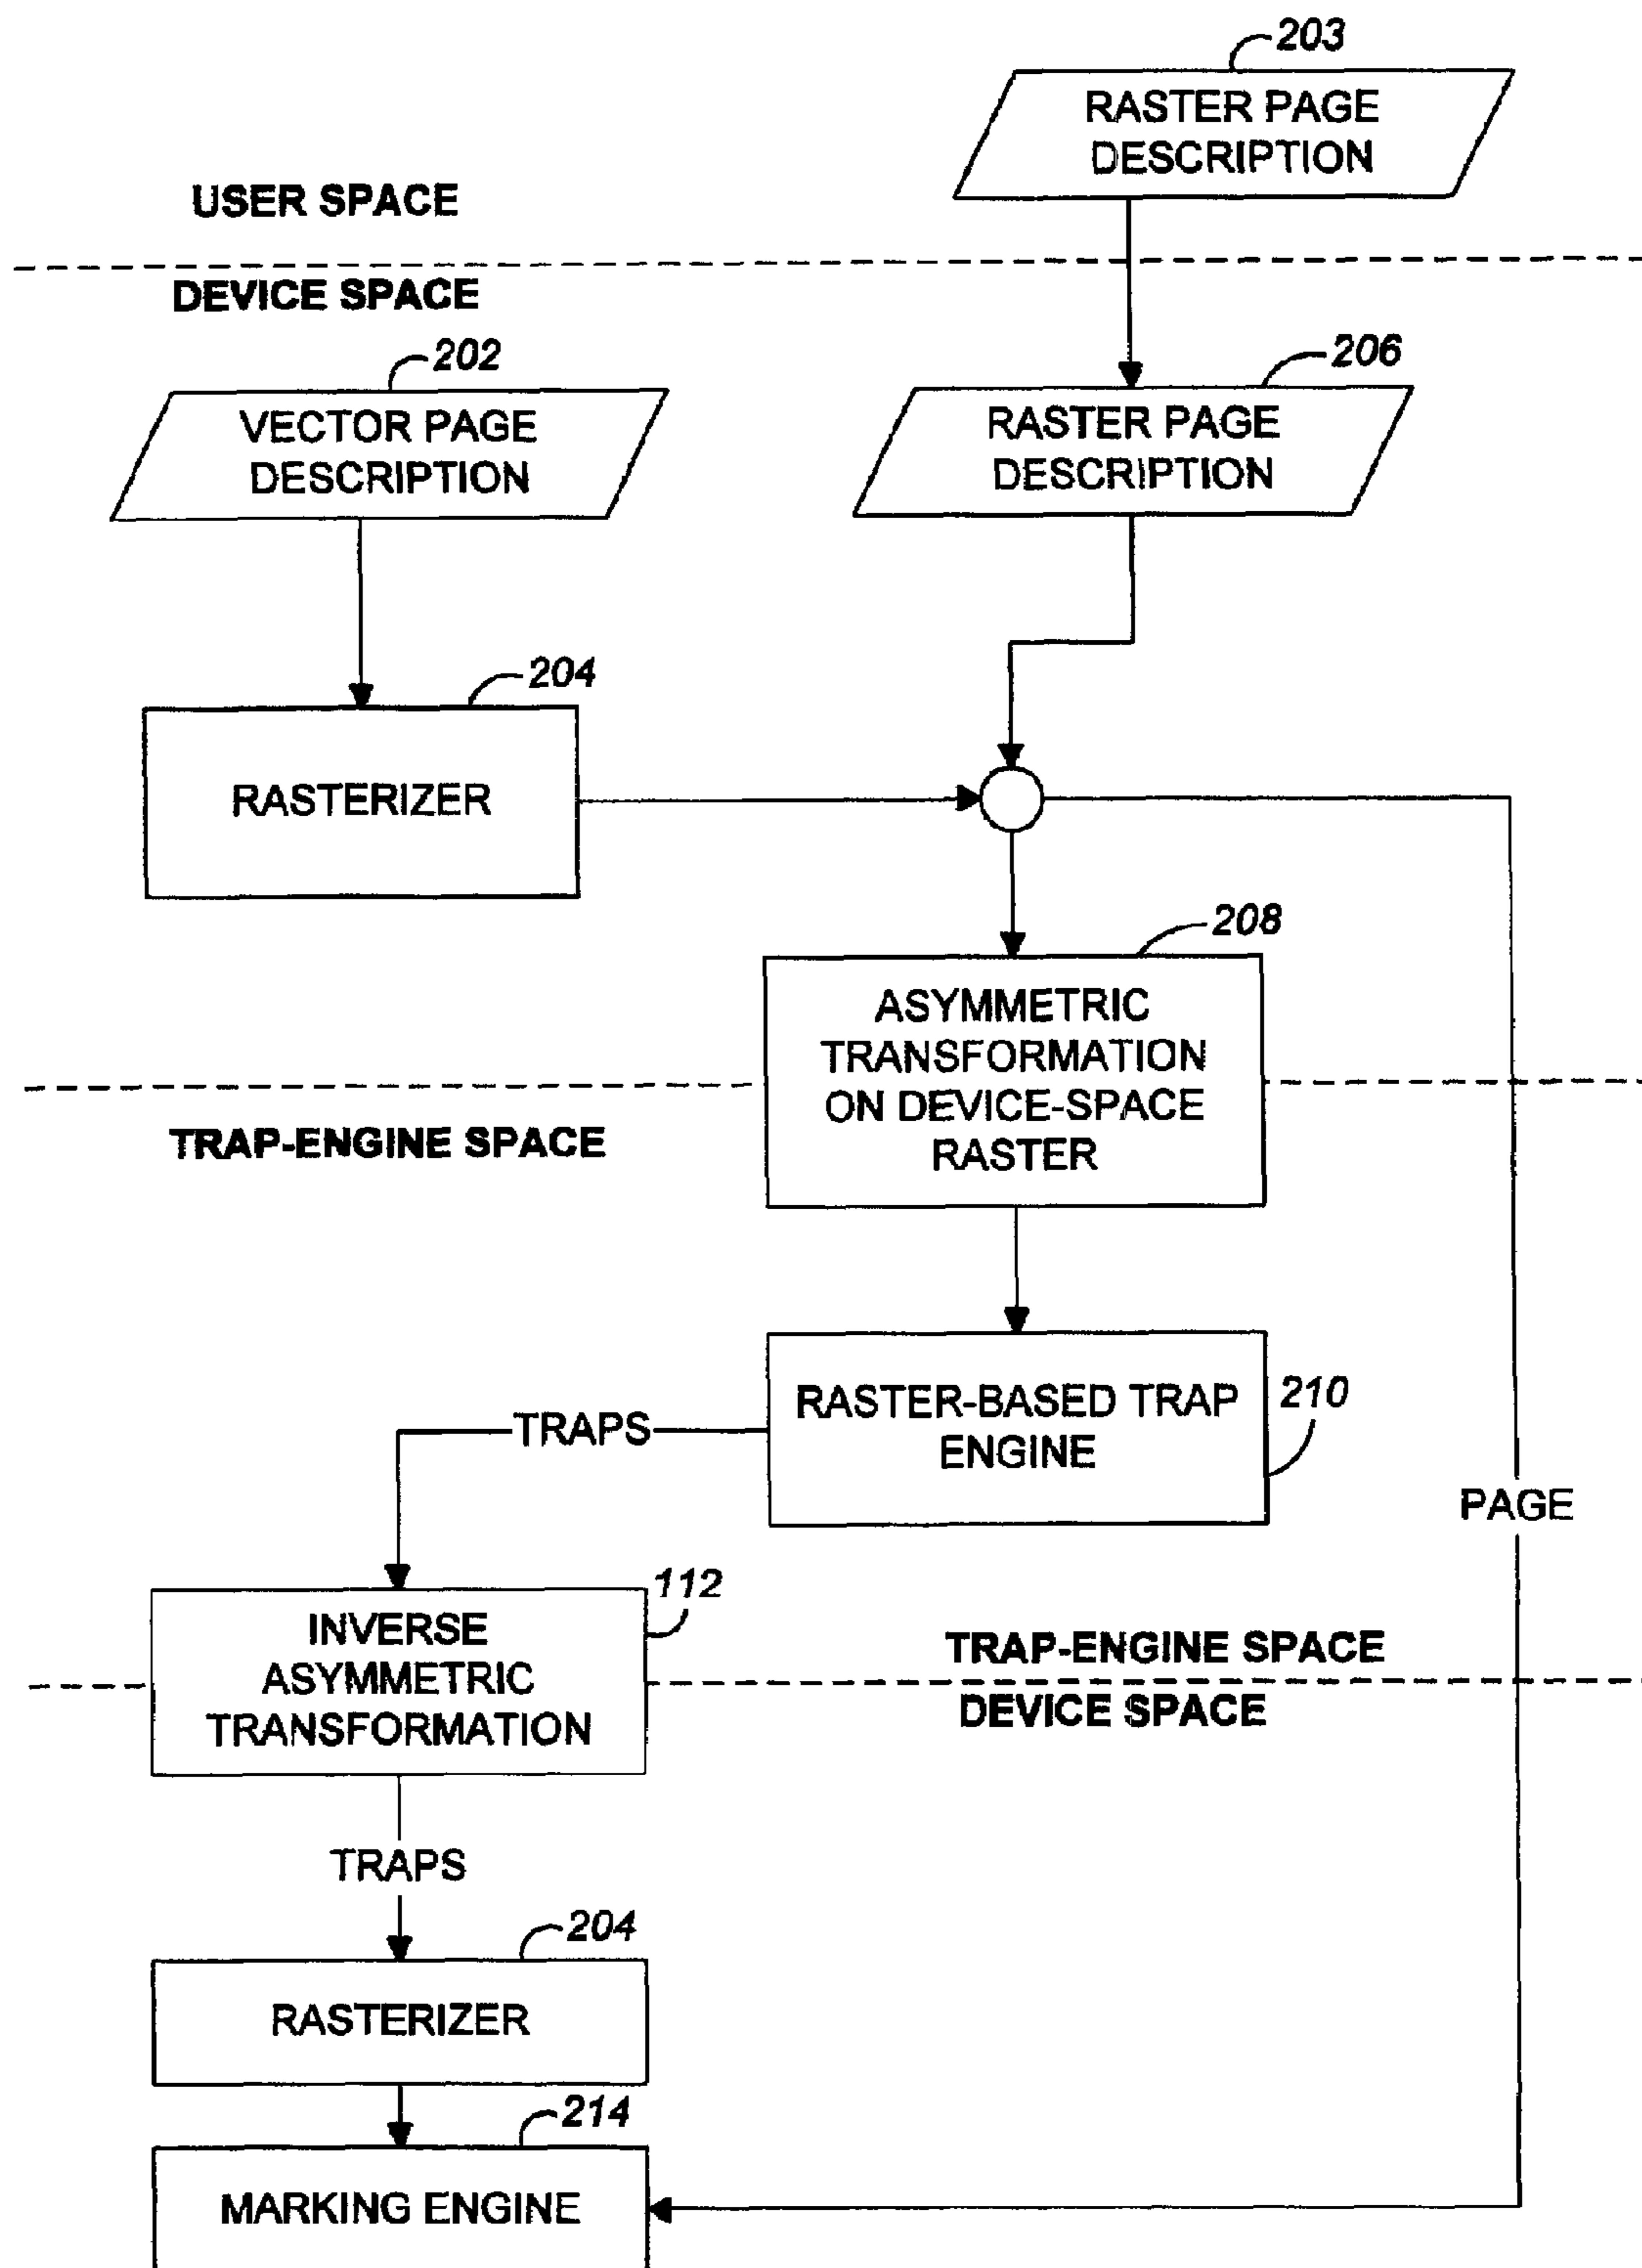 203
RASTER PAGE
DESCRIPTION
USER SPACE
DEVICE SPACE
202
VECTOR PAGE
DESCRIPTION
206
RASTER PAGE
DESCRIPTION
204
RASTERIZER
208
ASYMMETRIC
TRANSFORMATION
ON DEVICE-SPACE
RASTER
TRAP-ENGINE SPACE
210
RASTER-BASED TRAP
ENGINE
TRAPS
PAGE
112
INVERSE
ASYMMETRIC
TRANSFORMATION
TRAP-ENGINE SPACE
DEVICE SPACE
TRAPS
204
RASTERIZER
214
MARKING ENGINE